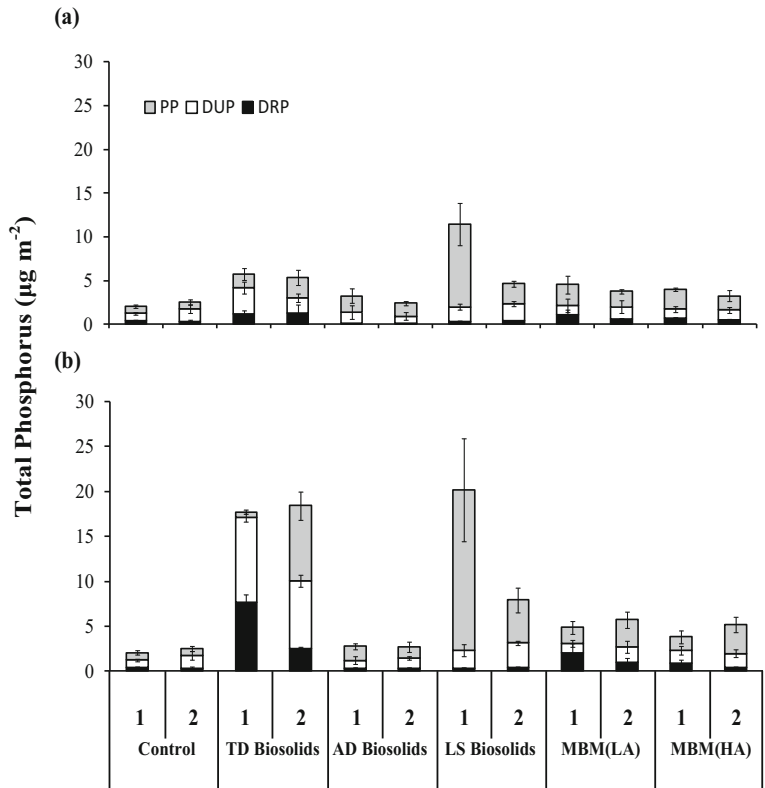 (a)
30
25
20
15
10
5
0
PP DUP DRP
(b)
30
25
20
15
10
5
0
Total Phosphorus (µg m⁻²)
1 2 1 2 1 2 1 2 1 2 1 2
Control TD Biosolids AD Biosolids LS Biosolids MBM(LA) MBM(HA)